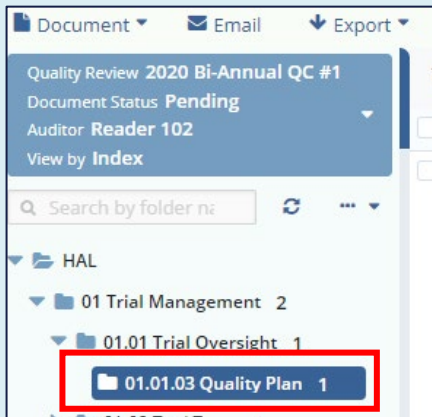 Document Email Export
Quality Review 2020 Bi-Annual QC #1
Document Status Pending
Auditor Reader 102
View by Index
Search by folder na
HAL
01 Trial Management 2
01.01 Trial Oversight 1
01.01.03 Quality Plan 1